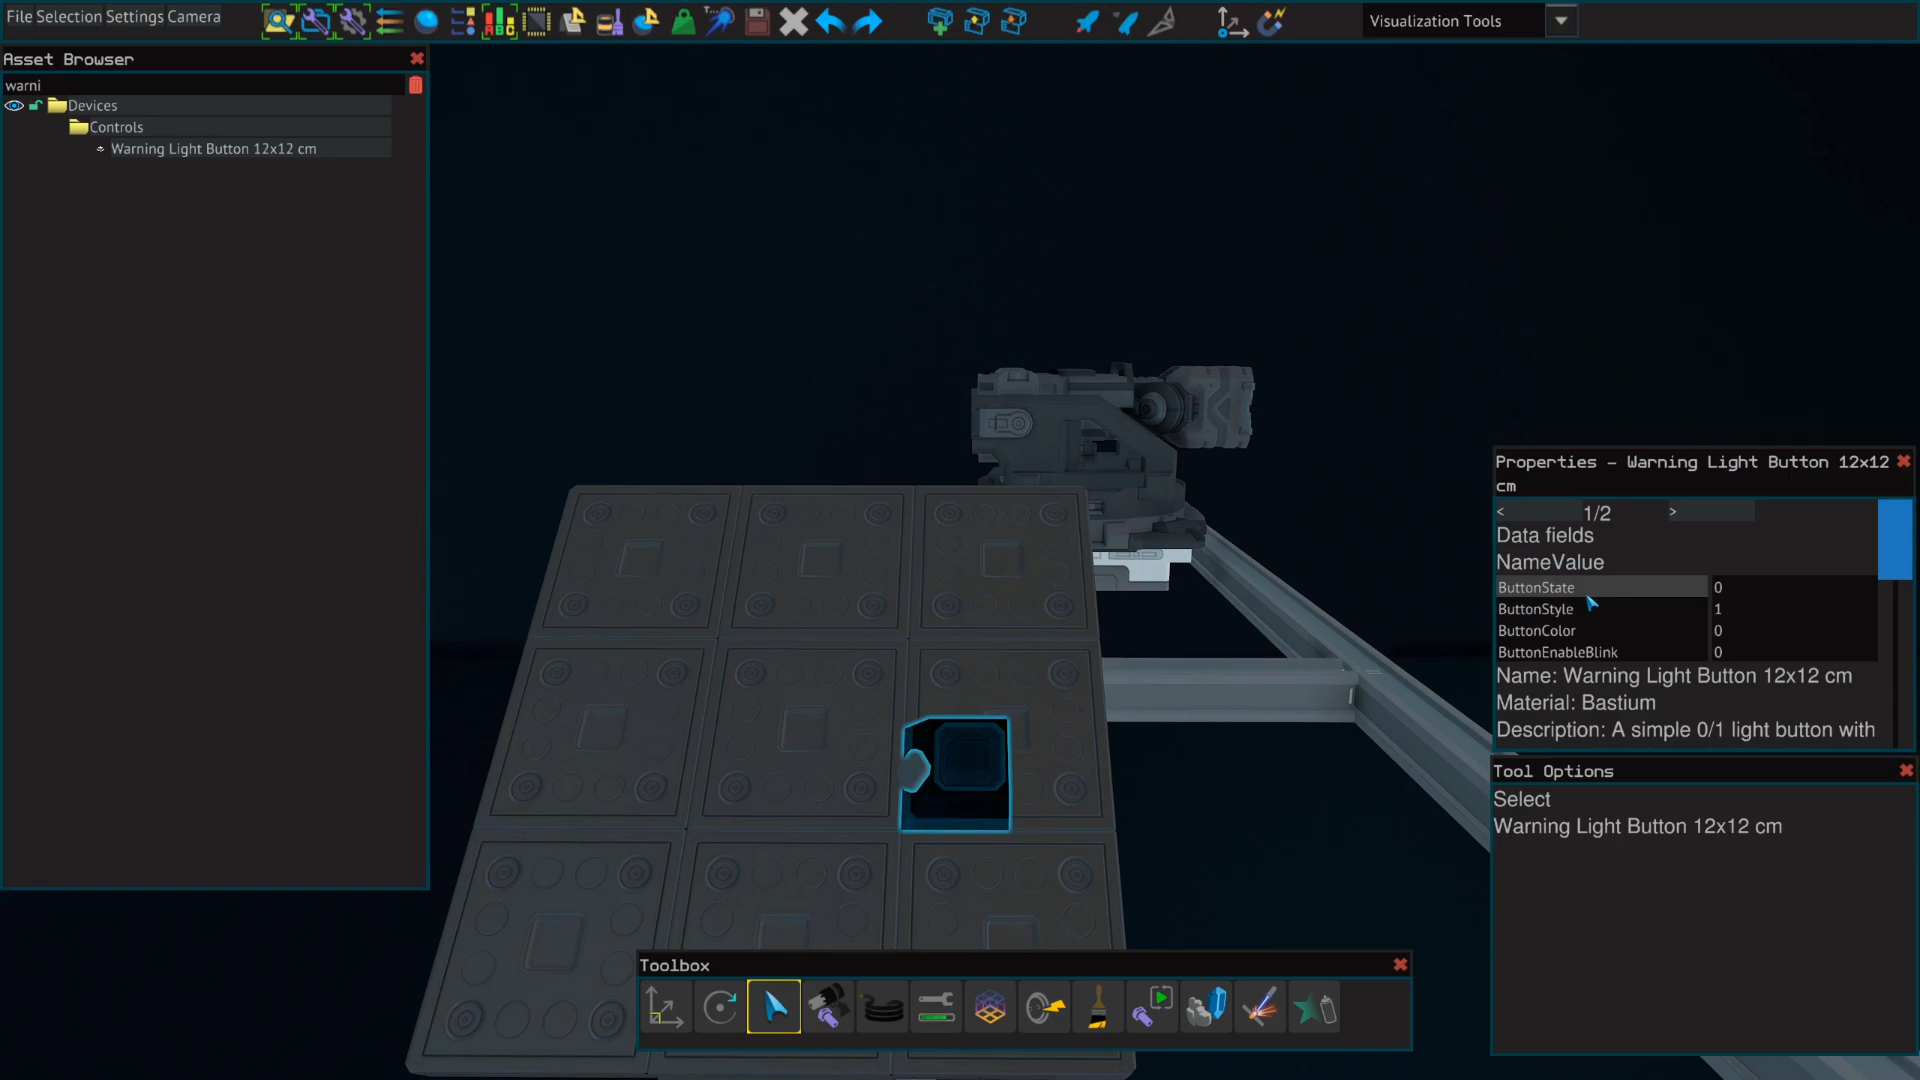 File Selection Settings Camera
Visualization Tools
Asset Browser
warni
Devices
Controls
Warning Light Button 12x12 cm
ABC
Properties - Warning Light Button 12x12
cm
< 1/2 >
Data fields
NameValue
ButtonState 0
ButtonStyle 1
ButtonColor 0
ButtonEnableBlink 0
Name: Warning Light Button 12x12 cm
Material: Bastium
Description: A simple 0/1 light button with
Tool Options
Select
Warning Light Button 12x12 cm
Toolbox